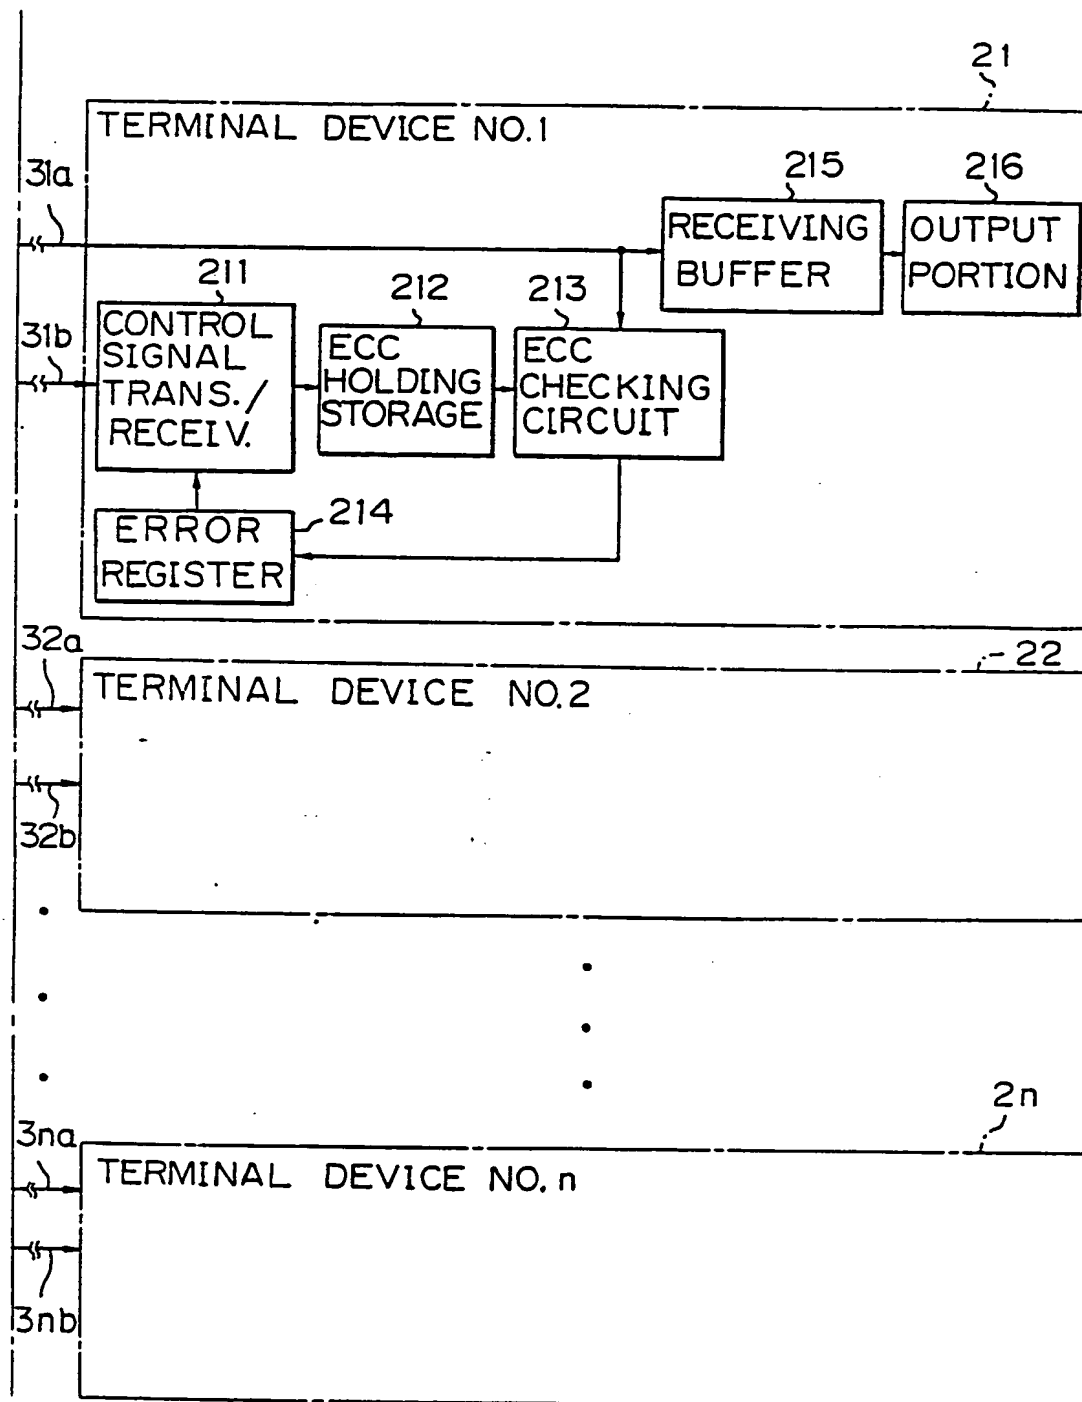 21
TERMINAL DEVICE NO.1
31a
215
216
RECEIVING
BUFFER
OUTPUT
PORTION
211
212
213
31b
CONTROL
SIGNAL
TRANS./
RECEIV.
ECC
HOLDING
STORAGE
ECC
CHECKING
CIRCUIT
214
ERROR
REGISTER
32a
22
TERMINAL DEVICE NO.2
32b
2n
3na
TERMINAL DEVICE NO. n
3nb